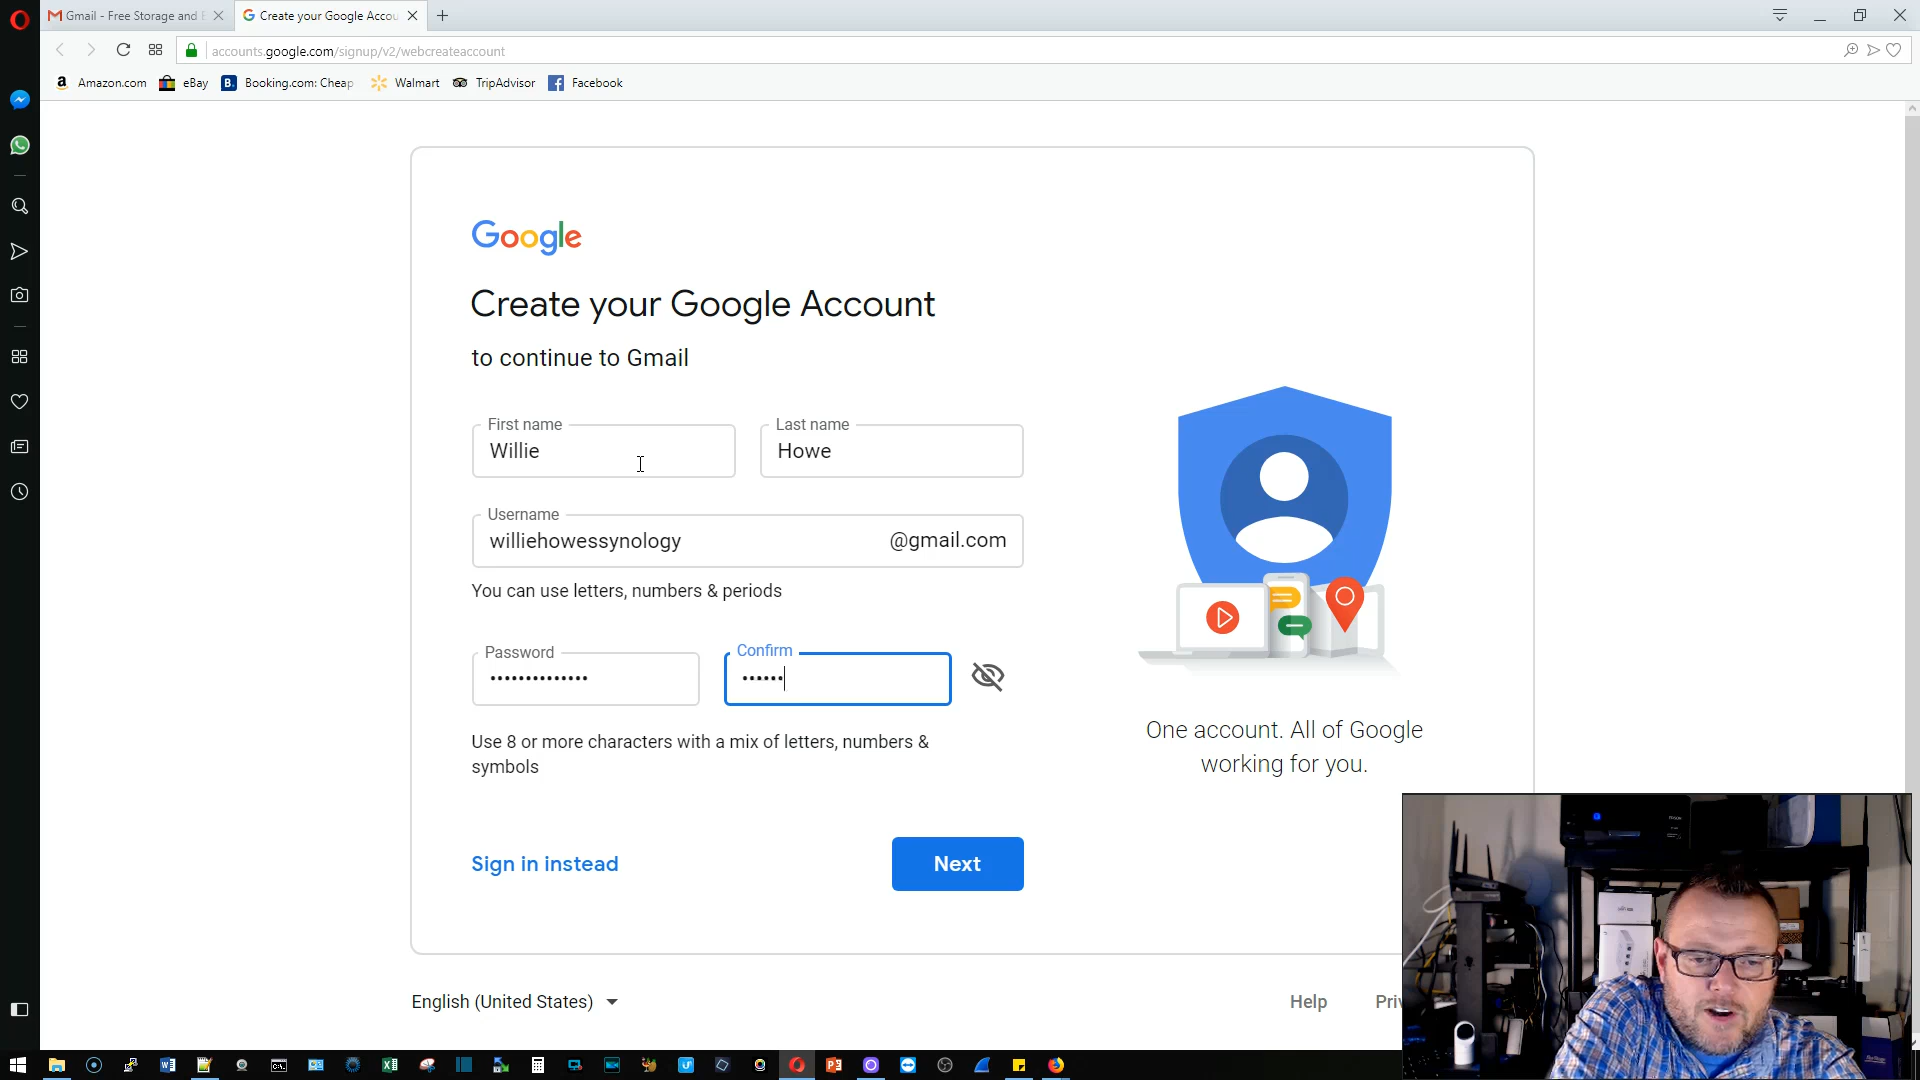 Gmail - Free Storage and E
Create your Google Accou
accounts.google.com/signup/v2/webcreateaccount
Amazon.com
eBay
Booking.com: Cheap
Walmart
TripAdvisor
Facebook
Google
Create your Google Account
to continue to Gmail
First name
Last name
Willie
Howe
Username
williehowessynology
@gmail.com
You can use letters, numbers & periods
Password
Confirm
••••••••••••••
••••••
Use 8 or more characters with a mix of letters, numbers &
symbols
One account. All of Google
working for you.
Sign in instead
Next
English (United States)
Help
Priv